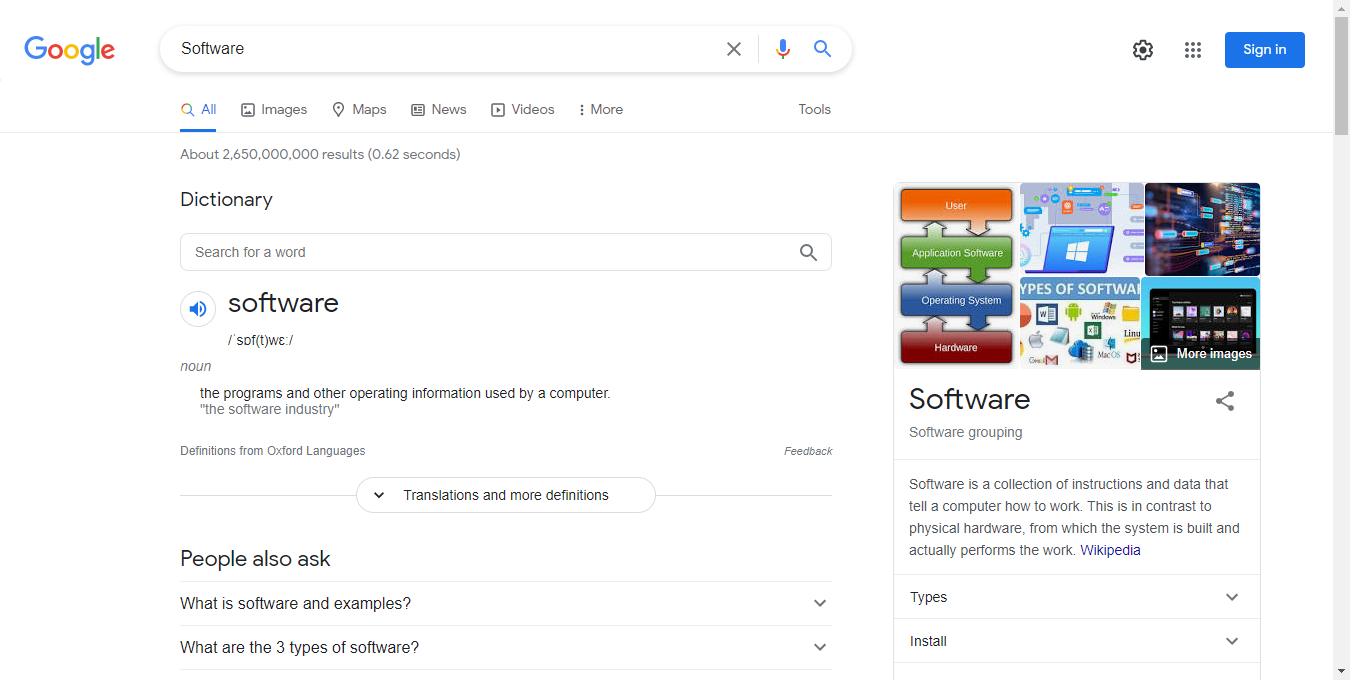 Google
Software
Sign in
All
Images
Maps
News
Videos
More
Tools
About 2,650,000,000 results (0.62 seconds)
Dictionary
Search for a word
software
/ˈsɒf(t)wɛː/
noun
the programs and other operating information used by a computer.
"the software industry"
Definitions from Oxford Languages
Feedback
Translations and more definitions
People also ask
What is software and examples?
What are the 3 types of software?
User
Application Software
Operating System
Hardware
YPES OF SOFTWA
Windows
Linu
Mac OS
More images
Software
Software grouping
Software is a collection of instructions and data that
tell a computer how to work. This is in contrast to
physical hardware, from which the system is built and
actually performs the work. Wikipedia
Types
Install